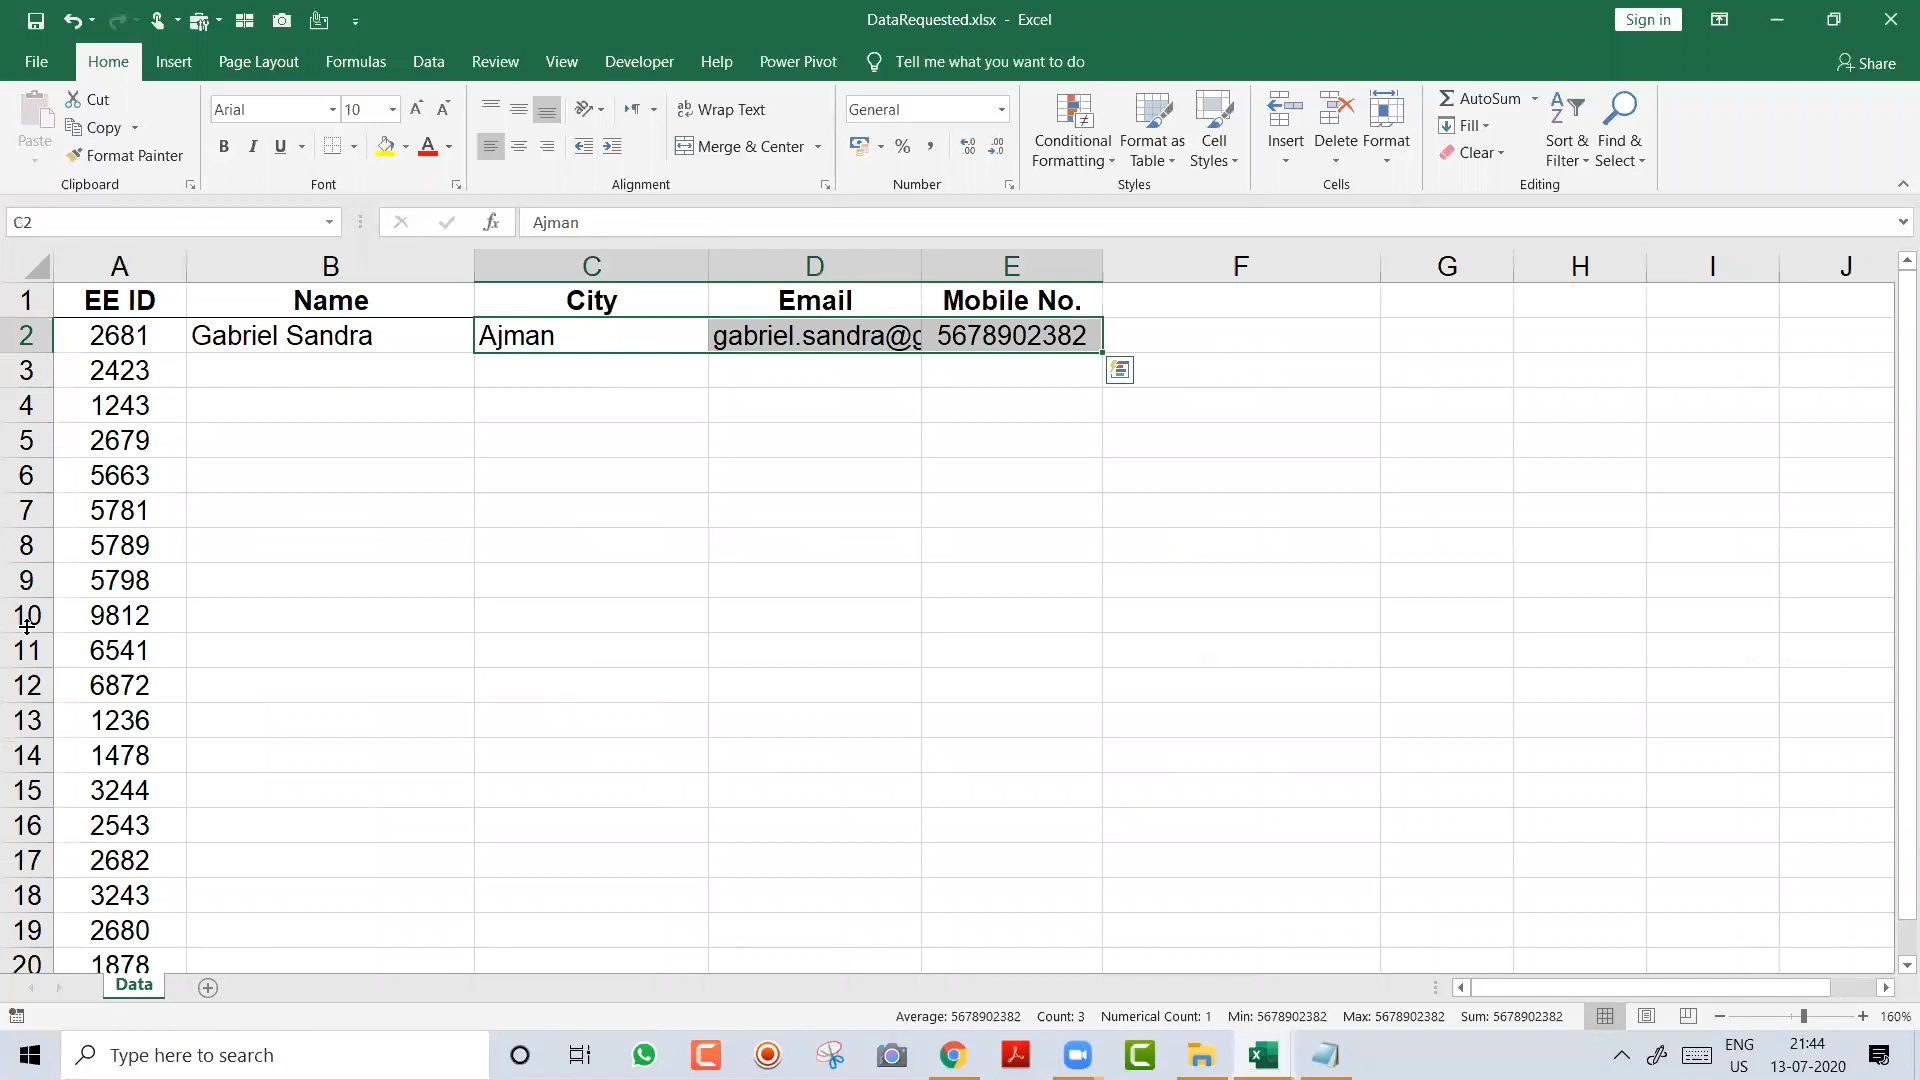 DataRequested.xlsx - Excel
Sign in
File Home Insert Page Layout Formulas Data Review View Developer Help Power Pivot Tell me what you want to do Share
Paste
Cut
Copy
Format Painter
Clipboard
Arial 10
B I U A
Font
Wrap Text
Merge & Center
Alignment
General
% ,
Number
Conditional Formatting
Format as Table
Cell Styles
Styles
Insert Delete Format
Cells
AutoSum
Fill
Clear
Sort & Filter
Find & Select
Editing
C2 fx Ajman
A B C D E F G H I J
1 EE ID Name City Email Mobile No.
2 2681 Gabriel Sandra Ajman gabriel.sandra@g 5678902382
3 2423
4 1243
5 2679
6 5663
7 5781
8 5789
9 5798
10 9812
11 6541
12 6872
13 1236
14 1478
15 3244
16 2543
17 2682
18 3243
19 2680
20 1878
Data
Average: 5678902382 Count: 3 Numerical Count: 1 Min: 5678902382 Max: 5678902382 Sum: 5678902382 160%
Type here to search
ENG
US
21:44
13-07-2020